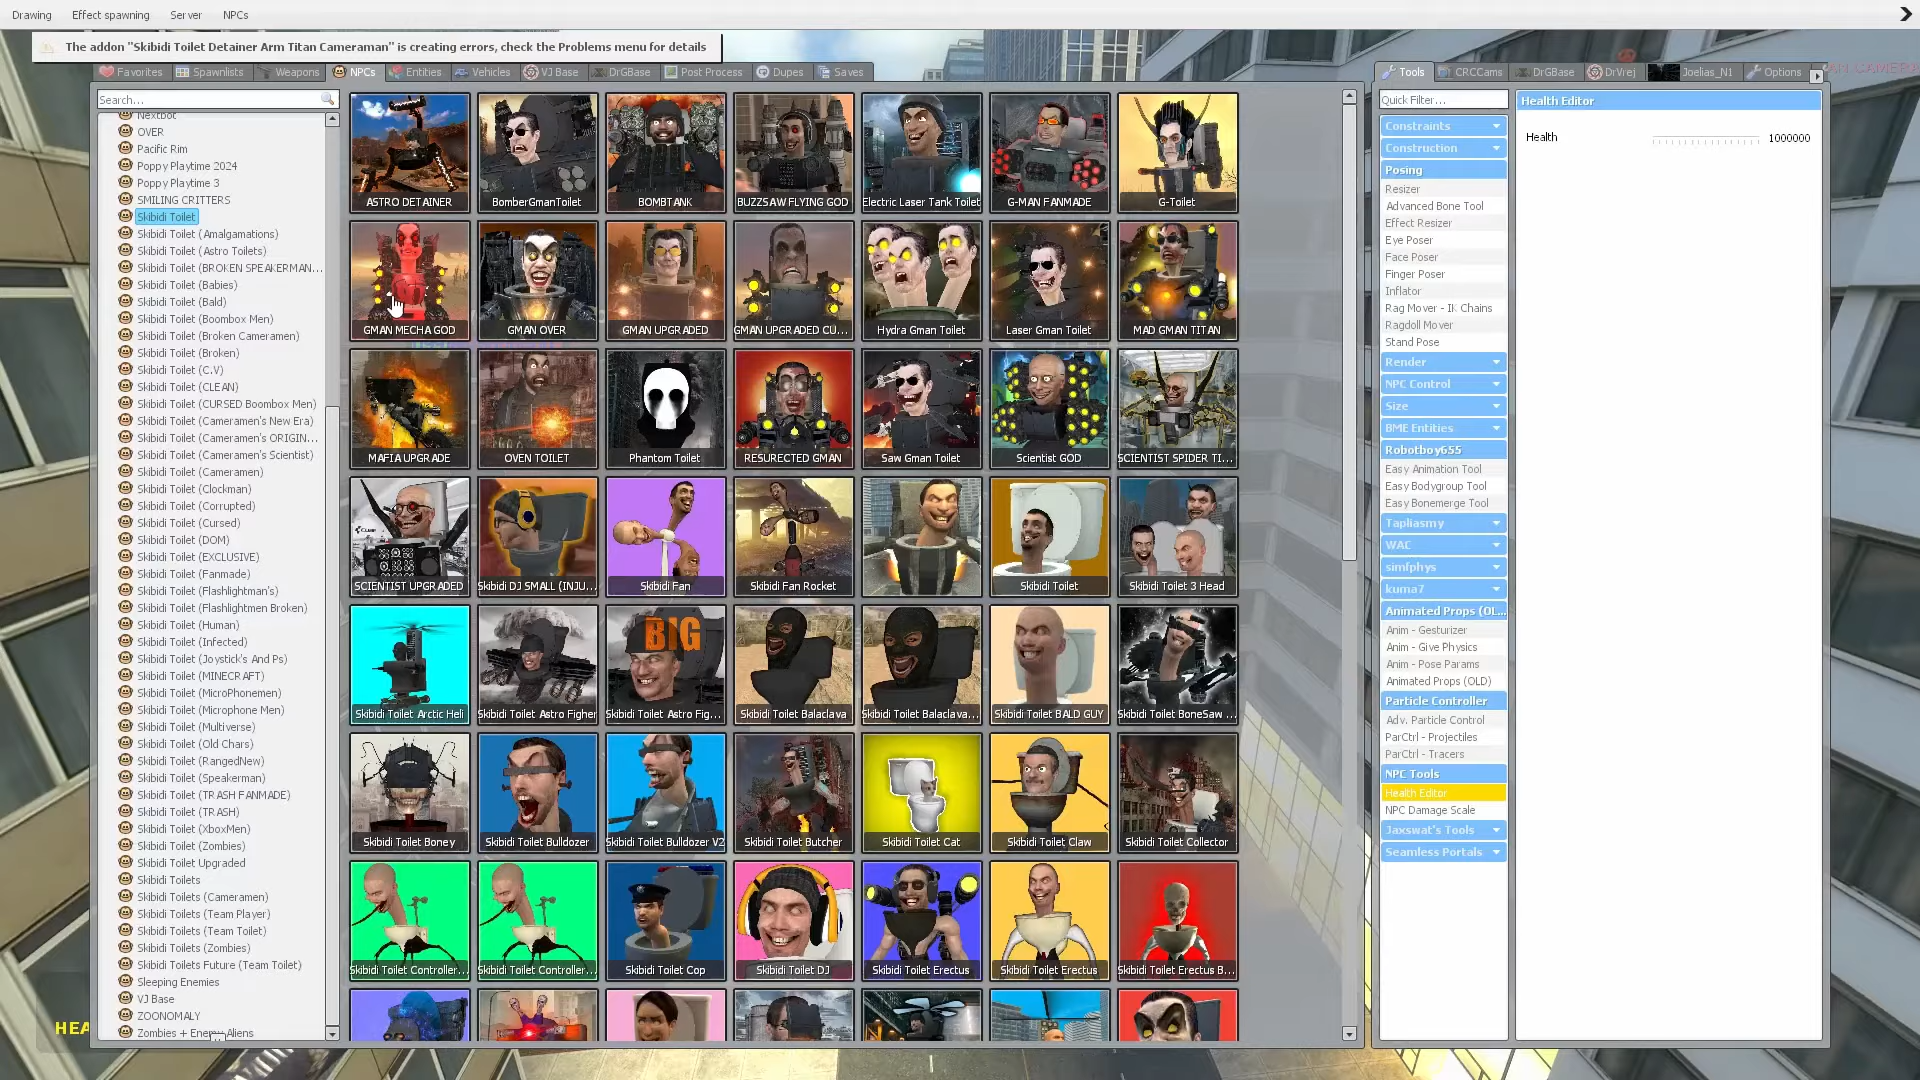 Drawing Effect spawning Server NPCs
The addon "Skibidi Toilet Detainer Arm Titan Cameraman" is creating errors, check the Problems menu for details
Favorites Spawnlists Weapons NPCs Entities Vehicles VJ Base DrGBase Post Process Dupes Saves
Search...
Nextbot
OVER
Pacific Rim
Poppy Playtime 2024
Poppy Playtime 3
SMILING CRITTERS
Skibidi Toilet
Skibidi Toilet (Amalgamations)
Skibidi Toilet (Astro Toilets)
Skibidi Toilet (BROKEN SPEAKERMAN...
Skibidi Toilet (Babies)
Skibidi Toilet (Bald)
Skibidi Toilet (Boombox Men)
Skibidi Toilet (Broken Cameramen)
Skibidi Toilet (Broken)
Skibidi Toilet (C.V)
Skibidi Toilet (CLEAN)
Skibidi Toilet (CURSED Boombox Men)
Skibidi Toilet (Cameramen's New Era)
Skibidi Toilet (Cameramen's ORIGIN...
Skibidi Toilet (Cameramen's Scientist)
Skibidi Toilet (Cameramen)
Skibidi Toilet (Clockman)
Skibidi Toilet (Corrupted)
Skibidi Toilet (Cursed)
Skibidi Toilet (DOM)
Skibidi Toilet (EXCLUSIVE)
Skibidi Toilet (Fanmade)
Skibidi Toilet (Flashlightman's)
Skibidi Toilet (Flashlightmen Broken)
Skibidi Toilet (Human)
Skibidi Toilet (Infected)
Skibidi Toilet (Joystick's And Ps)
Skibidi Toilet (MINECRAFT)
Skibidi Toilet (MicroPhonemen)
Skibidi Toilet (Microphone Men)
Skibidi Toilet (Multiverse)
Skibidi Toilet (Old Chars)
Skibidi Toilet (RangedNew)
Skibidi Toilet (Speakerman)
Skibidi Toilet (TRASH FANMADE)
Skibidi Toilet (TRASH)
Skibidi Toilet (XboxMen)
Skibidi Toilet (Zombies)
Skibidi Toilet Upgraded
Skibidi Toilets
Skibidi Toilets (Cameramen)
Skibidi Toilets (Team Player)
Skibidi Toilets (Team Toilet)
Skibidi Toilets (Zombies)
Skibidi Toilets Future (Team Toilet)
Sleeping Enemies
VJ Base
ZOONOMALY
Zombies + Enemy Aliens
HEA
ASTRO DETAINER BomberGmanToilet BOMBTANK BUZZSAW FLYING GOD Electric Laser Tank Toilet G-MAN FANMADE G-Toilet
GMAN MECHA GOD GMAN OVER GMAN UPGRADED GMAN UPGRADED CU... Hydra Gman Toilet Laser Gman Toilet MAD GMAN TITAN
MAFIA UPGRADE OVEN TOILET Phantom Toilet RESURECTED GMAN Saw Gman Toilet Scientist GOD SCIENTIST SPIDER TI...
SCIENTIST UPGRADED Skibidi DJ SMALL (INJU... Skibidi Fan Skibidi Fan Rocket Skibidi Toilet Skibidi Toilet 3 Head
BIG
Skibidi Toilet Arctic Heli Skibidi Toilet Astro Figher Skibidi Toilet Astro Fig... Skibidi Toilet Balaclava Skibidi Toilet Balaclava... Skibidi Toilet BALD GUY Skibidi Toilet BoneSaw ...
Skibidi Toilet Boney Skibidi Toilet Bulldozer Skibidi Toilet Bulldozer V2 Skibidi Toilet Butcher Skibidi Toilet Cat Skibidi Toilet Claw Skibidi Toilet Collector
Skibidi Toilet Controller... Skibidi Toilet Controller... Skibidi Toilet Cop Skibidi Toilet DJ Skibidi Toilet Erectus Skibidi Toilet Erectus Skibidi Toilet Erectus B...
Tools CRCCams DrGBase DrVrej Joelias_N1 Options
Quick Filter...
Constraints
Construction
Posing
Resizer
Advanced Bone Tool
Effect Resizer
Eye Poser
Face Poser
Finger Poser
Inflator
Rag Mover - IK Chains
Ragdoll Mover
Stand Pose
Render
NPC Control
Size
BME Entities
Robotboy655
Easy Animation Tool
Easy Bodygroup Tool
Easy Bonemerge Tool
Tapliasmy
WAC
simfphys
kuma7
Animated Props (OL...
Anim - Gesturizer
Anim - Give Physics
Anim - Pose Params
Animated Props (OLD)
Particle Controller
Adv. Particle Control
ParCtrl - Projectiles
ParCtrl - Tracers
NPC Tools
Health Editor
NPC Damage Scale
Jaxswat's Tools
Seamless Portals
Health Editor
Health 1000000